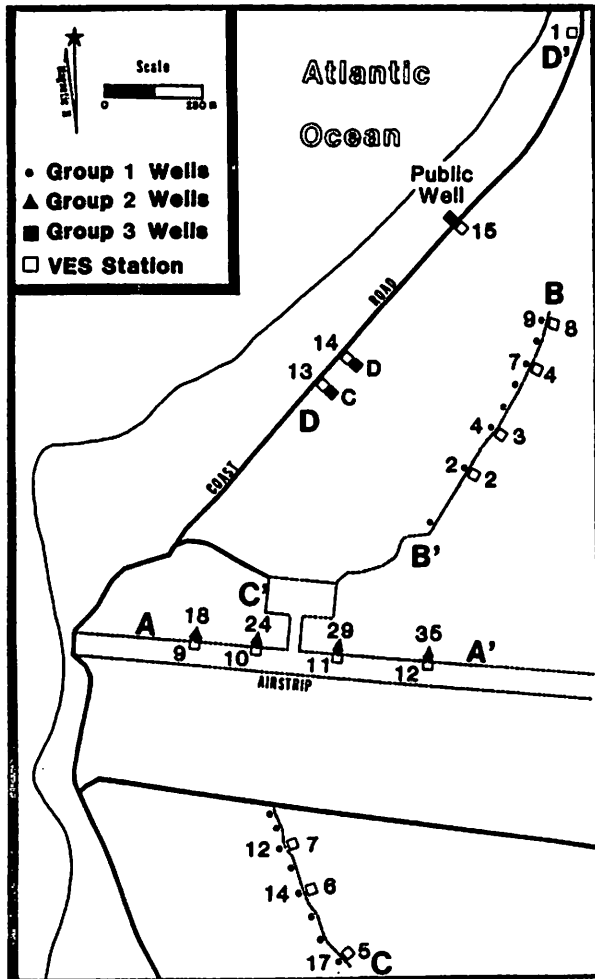 Scale
0 250 m
Magnetic N
Group 1 Wells
Group 2 Wells
Group 3 Wells
VES Station
Atlantic
Ocean
1
D'
Public
Well
15
ROAD
B
9 8
7 4
14 D
13 C
D
4 3
2 2
COAST
B'
C'
A 18 24 29 35 A'
9 10 11 12
AIRSTRIP
12 7
14 6
17 5 C